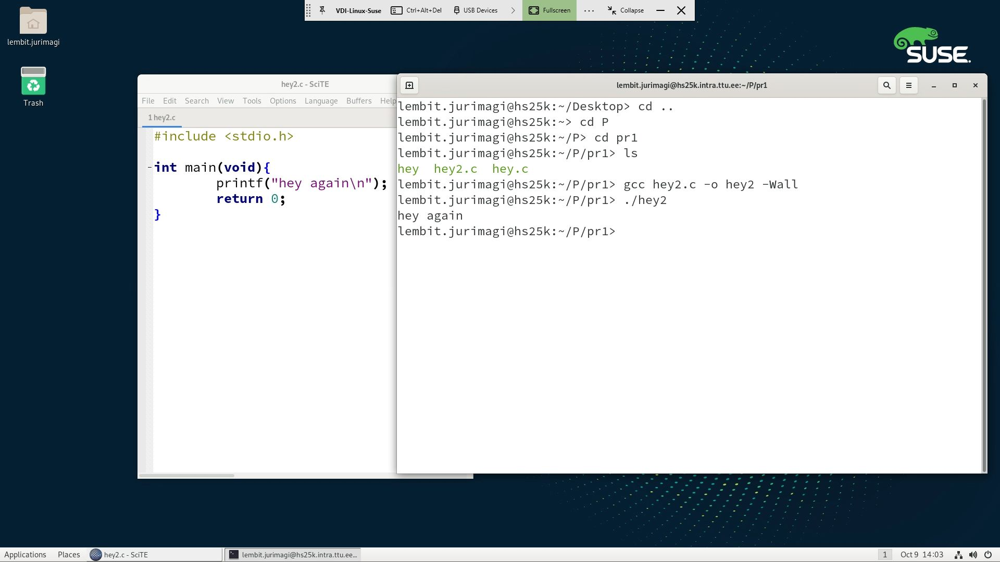 VDI-Linux-Suse Ctrl+Alt+Del USB Devices Fullscreen ... Collapse
lembit.jurimagi
Trash
SUSE.
hey2.c - SciTE
File Edit Search View Tools Options Language Buffers Help
1 hey2.c
#include <stdio.h>
int main(void){
printf("hey again\n");
return 0;
}
lembit.jurimagi@hs25k.intra.ttu.ee:~/P/pr1
lembit.jurimagi@hs25k:~/Desktop> cd ..
lembit.jurimagi@hs25k:~> cd P
lembit.jurimagi@hs25k:~/P> cd pr1
lembit.jurimagi@hs25k:~/P/pr1> ls
hey  hey2.c  hey.c
lembit.jurimagi@hs25k:~/P/pr1> gcc hey2.c -o hey2 -Wall
lembit.jurimagi@hs25k:~/P/pr1> ./hey2
hey again
lembit.jurimagi@hs25k:~/P/pr1>
Applications Places hey2.c - SciTE lembit.jurimagi@hs25k.intra.ttu.ee... 1 Oct 9 14:03